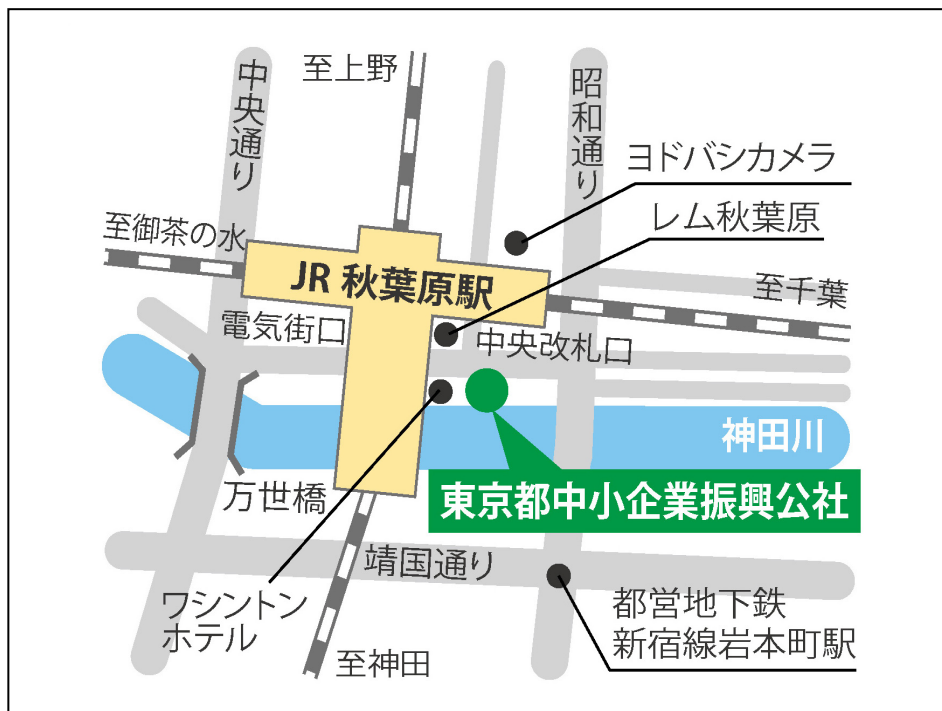 至上野
中央通り
昭和通り
ヨドバシカメラ
レム秋葉原
至御茶の水
JR 秋葉原駅
至千葉
電気街口
中央改札口
神田川
万世橋
東京都中小企業振興公社
靖国通り
ワシントン
ホテル
都営地下鉄
新宿線岩本町駅
至神田